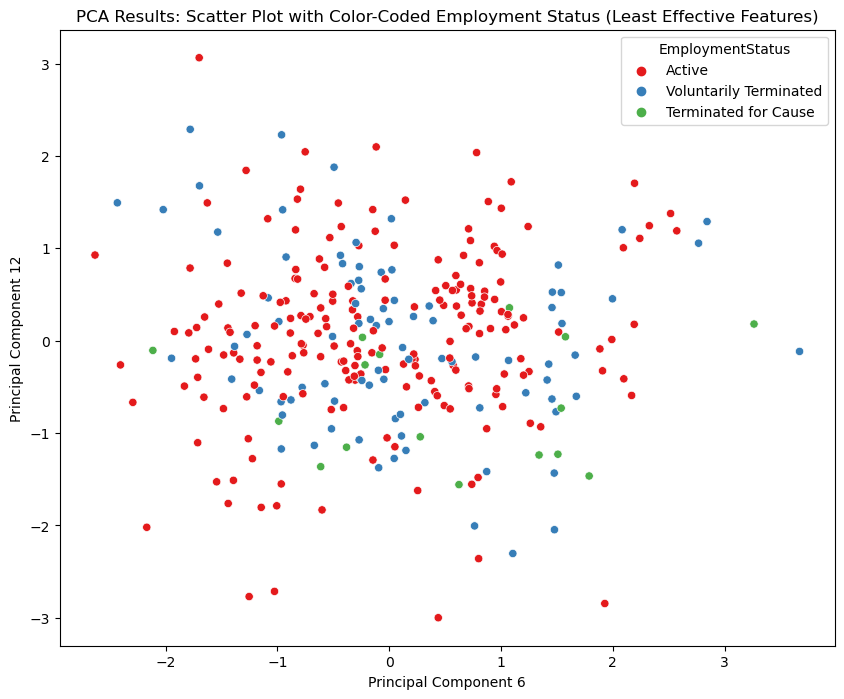 PCA Results: Scatter Plot with Color-Coded Employment Status (Least Effective Features)
EmploymentStatus
Active
Voluntarily Terminated
Terminated for Cause
3
2
1
0
−1
−2
−3
Principal Component 12
−2
−1
0
1
2
3
Principal Component 6